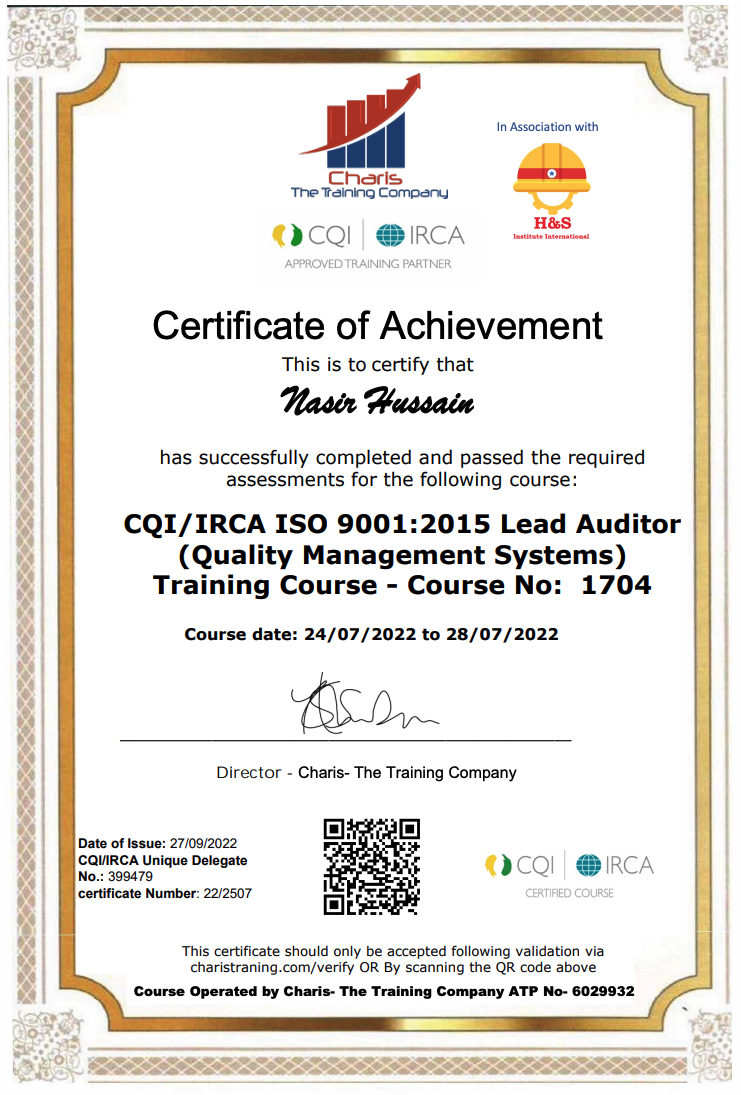 In Association with
Charis
The Training Company
H&S
Institute International
CQI IRCA
APPROVED TRAINING PARTNER
Certificate of Achievement
This is to certify that
Nasir Hussain
has successfully completed and passed the required
assessments for the following course:
CQI/IRCA ISO 9001:2015 Lead Auditor
(Quality Management Systems)
Training Course - Course No: 1704
Course date: 24/07/2022 to 28/07/2022
Director - Charis- The Training Company
Date of Issue: 27/09/2022
CQI/IRCA Unique Delegate
No.: 399479
certificate Number: 22/2507
CQI IRCA
CERTIFIED COURSE
This certificate should only be accepted following validation via
charistraning.com/verify OR By scanning the QR code above
Course Operated by Charis- The Training Company ATP No- 6029932